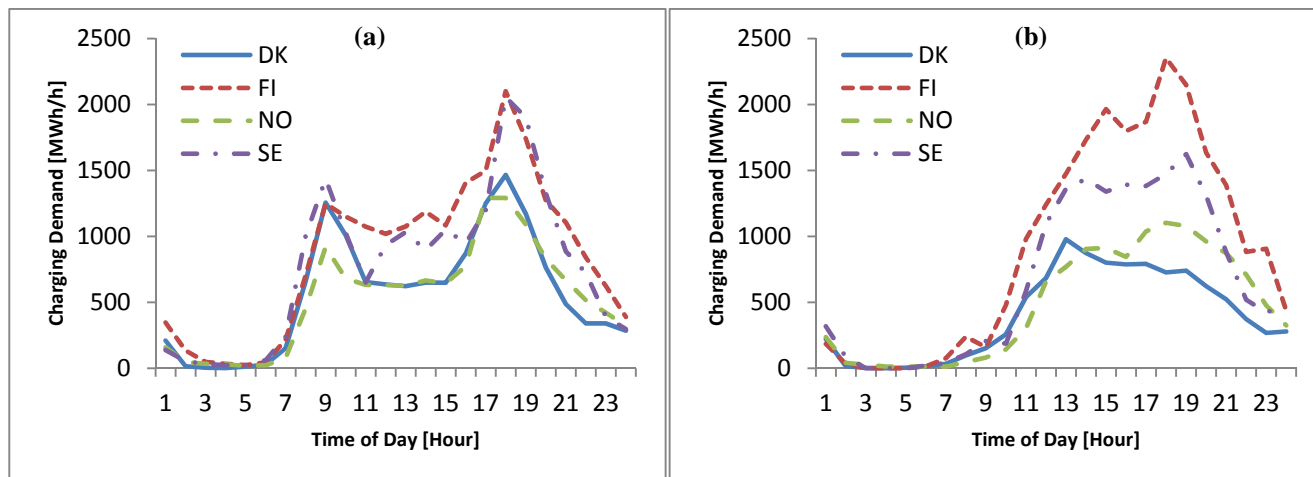 (a)
Charging Demand [MWh/h]
2500
2000
1500
1000
500
0
DK
FI
NO
SE
1 3 5 7 9 11 13 15 17 19 21 23
Time of Day [Hour]
(b)
Charging Demand [MWh/h]
2500
2000
1500
1000
500
0
DK
FI
NO
SE
1 3 5 7 9 11 13 15 17 19 21 23
Time of Day [Hour]